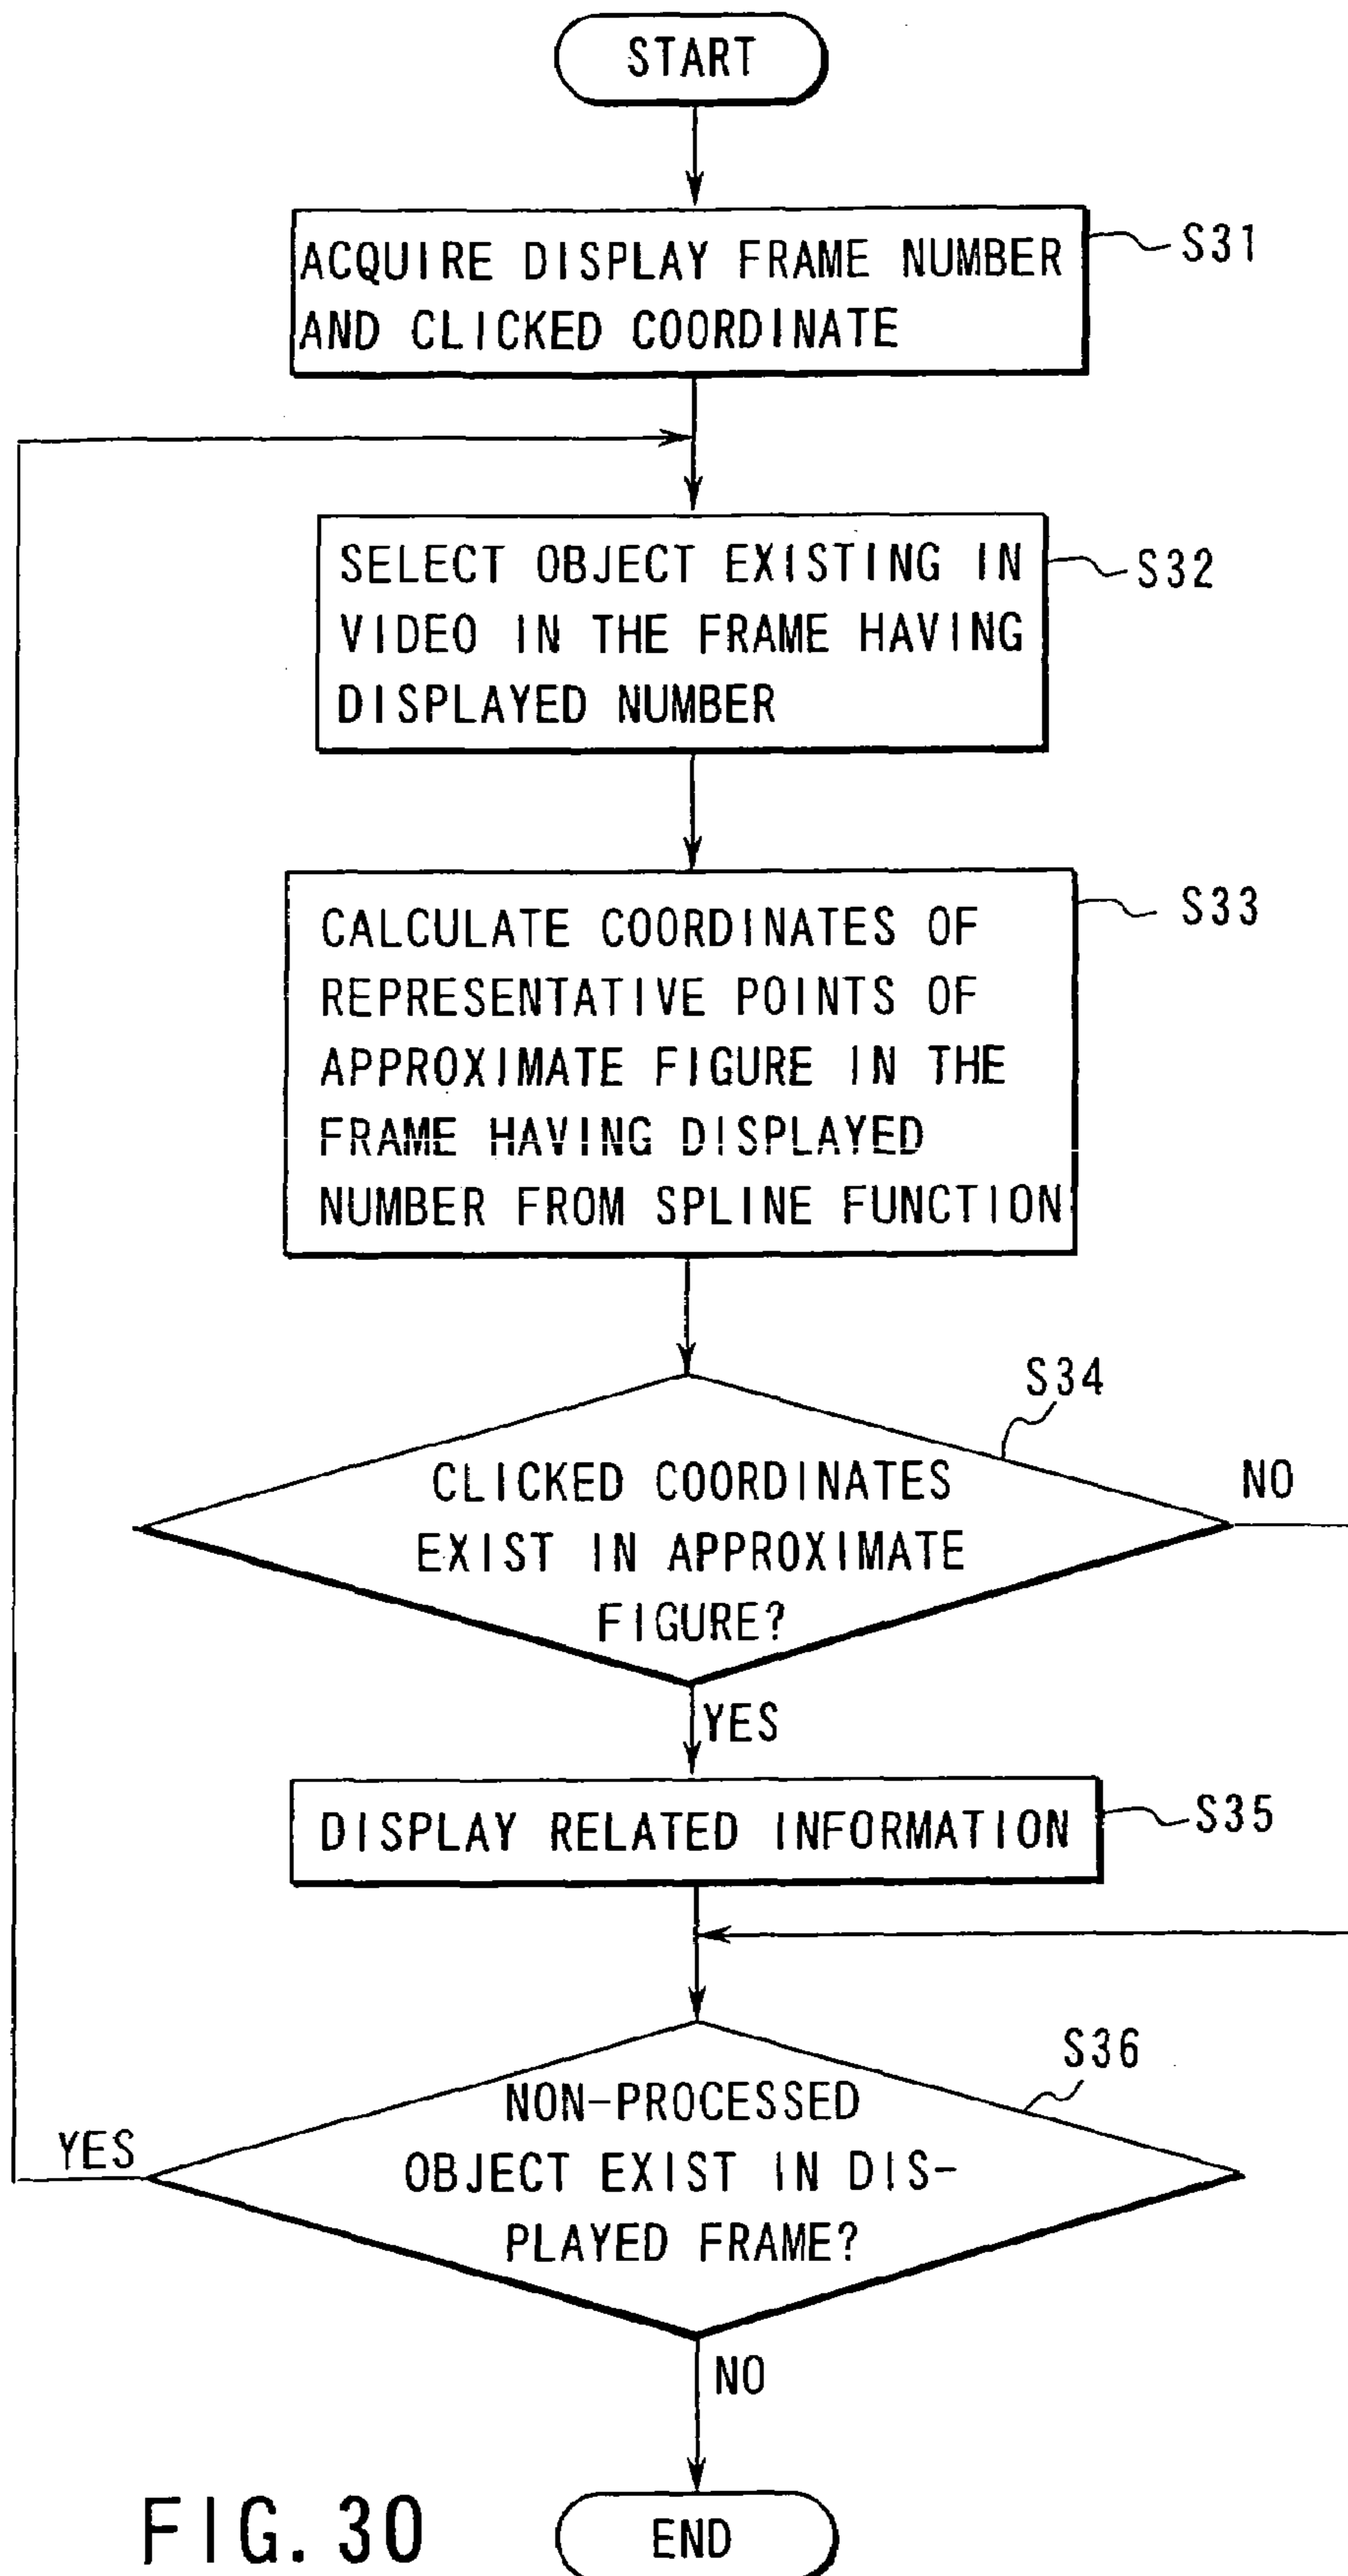 START
ACQUIRE DISPLAY FRAME NUMBER
AND CLICKED COORDINATE
S31
SELECT OBJECT EXISTING IN
VIDEO IN THE FRAME HAVING
DISPLAYED NUMBER
S32
CALCULATE COORDINATES OF
REPRESENTATIVE POINTS OF
APPROXIMATE FIGURE IN THE
FRAME HAVING DISPLAYED
NUMBER FROM SPLINE FUNCTION
S33
S34
CLICKED COORDINATES
EXIST IN APPROXIMATE
FIGURE?
NO
YES
DISPLAY RELATED INFORMATION
S35
S36
NON-PROCESSED
OBJECT EXIST IN DIS-
PLAYED FRAME?
YES
NO
END
FIG. 30